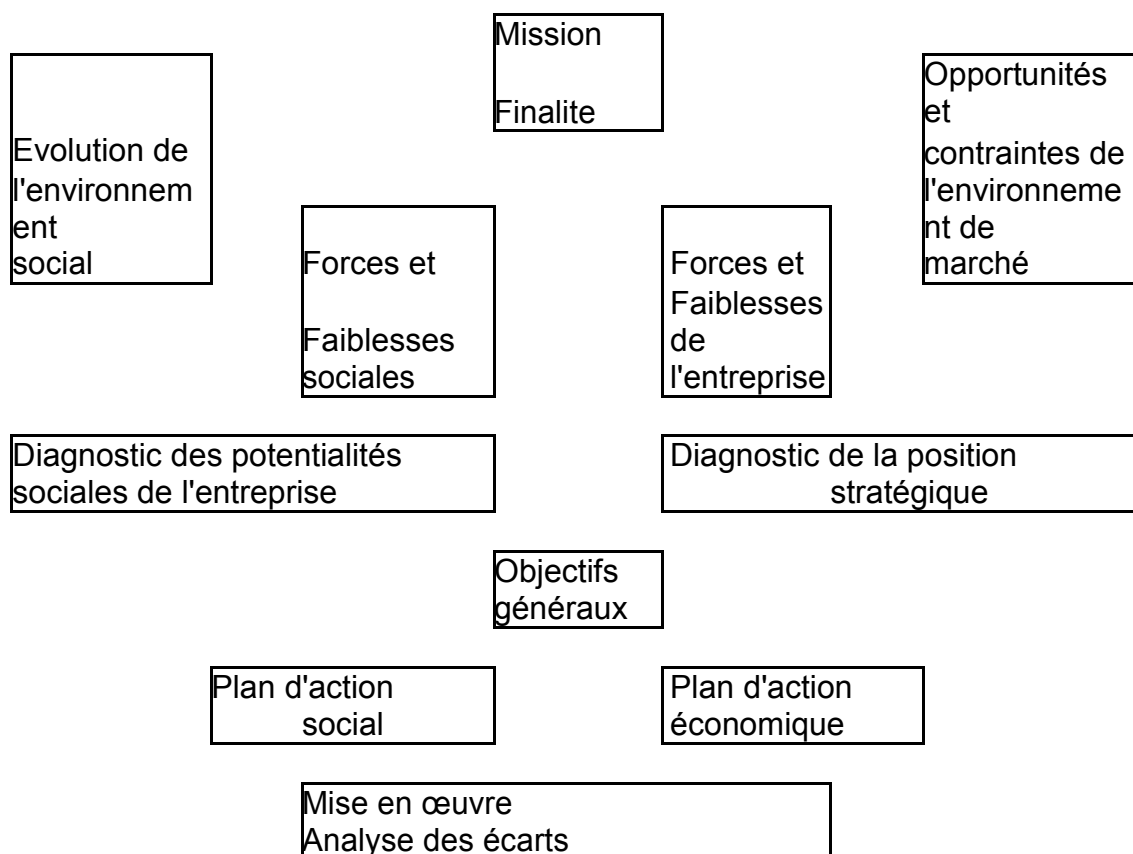 Mission
Finalite
Evolution de
l'environnem
ent
social
Opportunités
et
contraintes de
l'environneme
nt de
marché
Forces et
Faiblesses
sociales
Forces et
Faiblesses
de
l'entreprise
Diagnostic des potentialités
sociales de l'entreprise
Diagnostic de la position
stratégique
Objectifs
généraux
Plan d'action
social
Plan d'action
économique
Mise en œuvre
Analyse des écarts